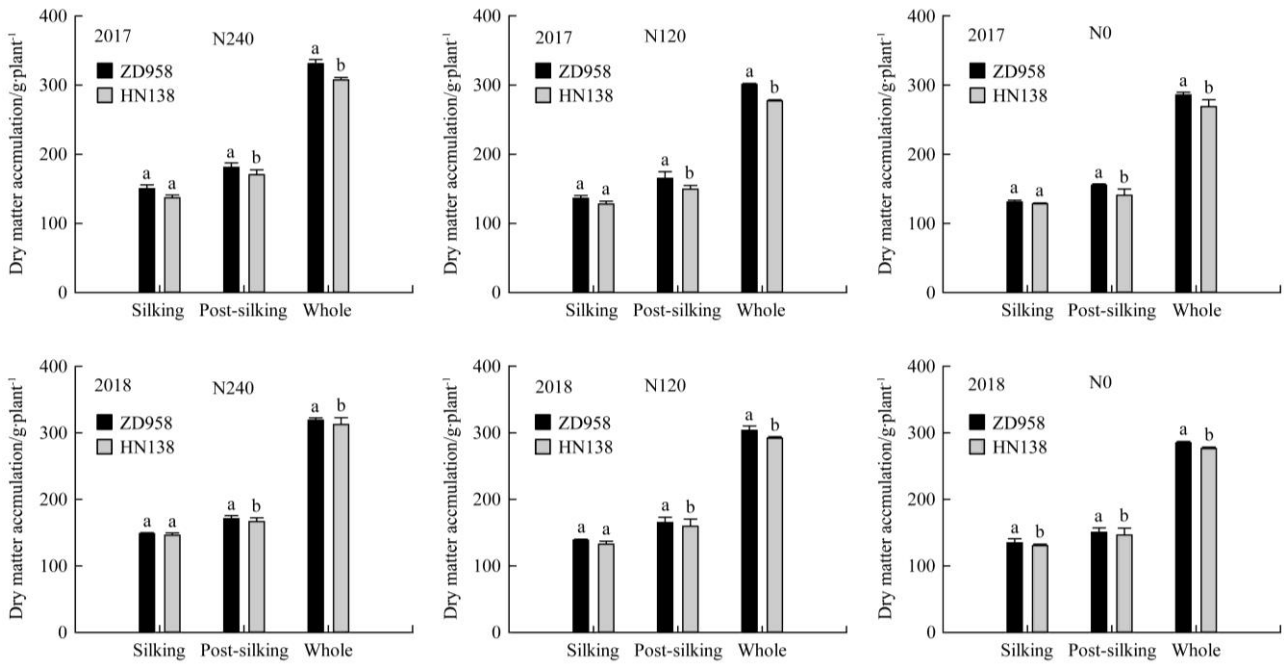 Dry matter accmulation/g·plant⁻¹
400
300
200
100
0
2017
N240
ZD958
HN138
a
a
a
b
a
b
Silking
Post-silking
Whole
Dry matter accmulation/g·plant⁻¹
400
300
200
100
0
2017
N120
ZD958
HN138
a
a
a
b
a
b
Silking
Post-silking
Whole
Dry matter accmulation/g·plant⁻¹
400
300
200
100
0
2017
N0
ZD958
HN138
a
a
a
b
a
b
Silking
Post-silking
Whole
Dry matter accmulation/g·plant⁻¹
400
300
200
100
0
2018
N240
ZD958
HN138
a
a
a
b
a
b
Silking
Post-silking
Whole
Dry matter accmulation/g·plant⁻¹
400
300
200
100
0
2018
N120
ZD958
HN138
a
a
a
b
a
b
Silking
Post-silking
Whole
Dry matter accmulation/g·plant⁻¹
400
300
200
100
0
2018
N0
ZD958
HN138
a
b
a
b
a
b
Silking
Post-silking
Whole